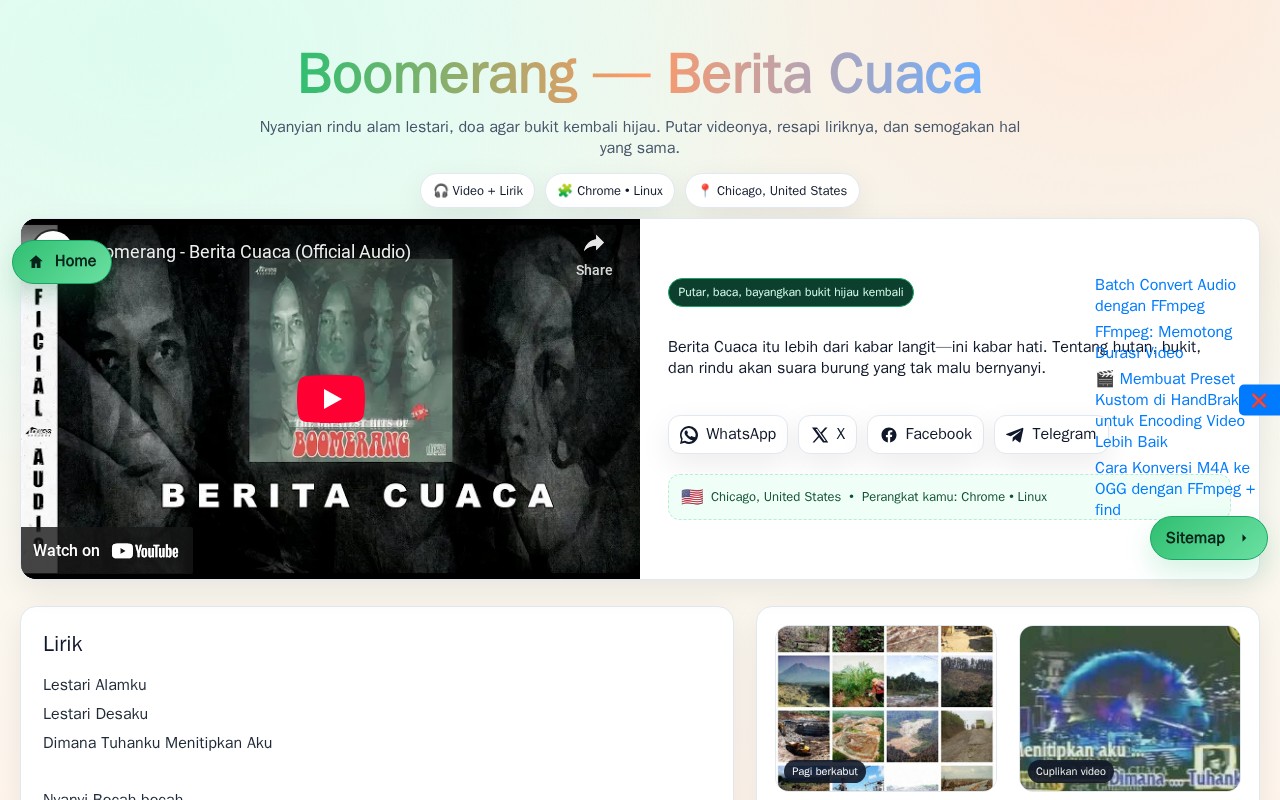 Boomerang — Berita Cuaca
Nyanyian rindu alam lestari, doa agar bukit kembali hijau. Putar videonya, resapi liriknya, dan semogakan hal
yang sama.
🎧 Video + Lirik
🧩 Chrome • Linux
📍 Chicago, United States
omerang - Berita Cuaca (Official Audio)
Share
Home
FICIAL AUDIO
THE GREATEST HITS OF
BOOMERANG
BERITA CUACA
Watch on YouTube
Putar, baca, bayangkan bukit hijau kembali
Berita Cuaca itu lebih dari kabar langit—ini kabar hati. Tentang hutan, bukit,
dan rindu akan suara burung yang tak malu bernyanyi.
WhatsApp
X
Facebook
Telegram
🇺🇸 Chicago, United States • Perangkat kamu: Chrome • Linux
Batch Convert Audio
dengan FFmpeg
FFmpeg: Memotong
Durasi Video
🎬 Membuat Preset
Kustom di HandBrak
untuk Encoding Video
Lebih Baik
Cara Konversi M4A ke
OGG dengan FFmpeg +
find
Sitemap
Lirik
Lestari Alamku
Lestari Desaku
Dimana Tuhanku Menitipkan Aku
Nyanyi Bocah-bocah
Pagi berkabut
Menitipkan aku ...
Cuplikan video
Dimana ... Tuhank